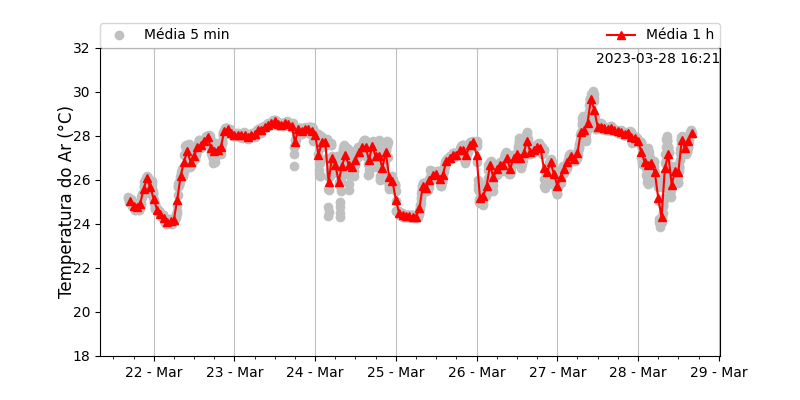 Média 5 min
Média 1 h
2023-03-28 16:21
Temperatura do Ar (°C)
32
30
28
26
24
22
20
18
22 - Mar
23 - Mar
24 - Mar
25 - Mar
26 - Mar
27 - Mar
28 - Mar
29 - Mar